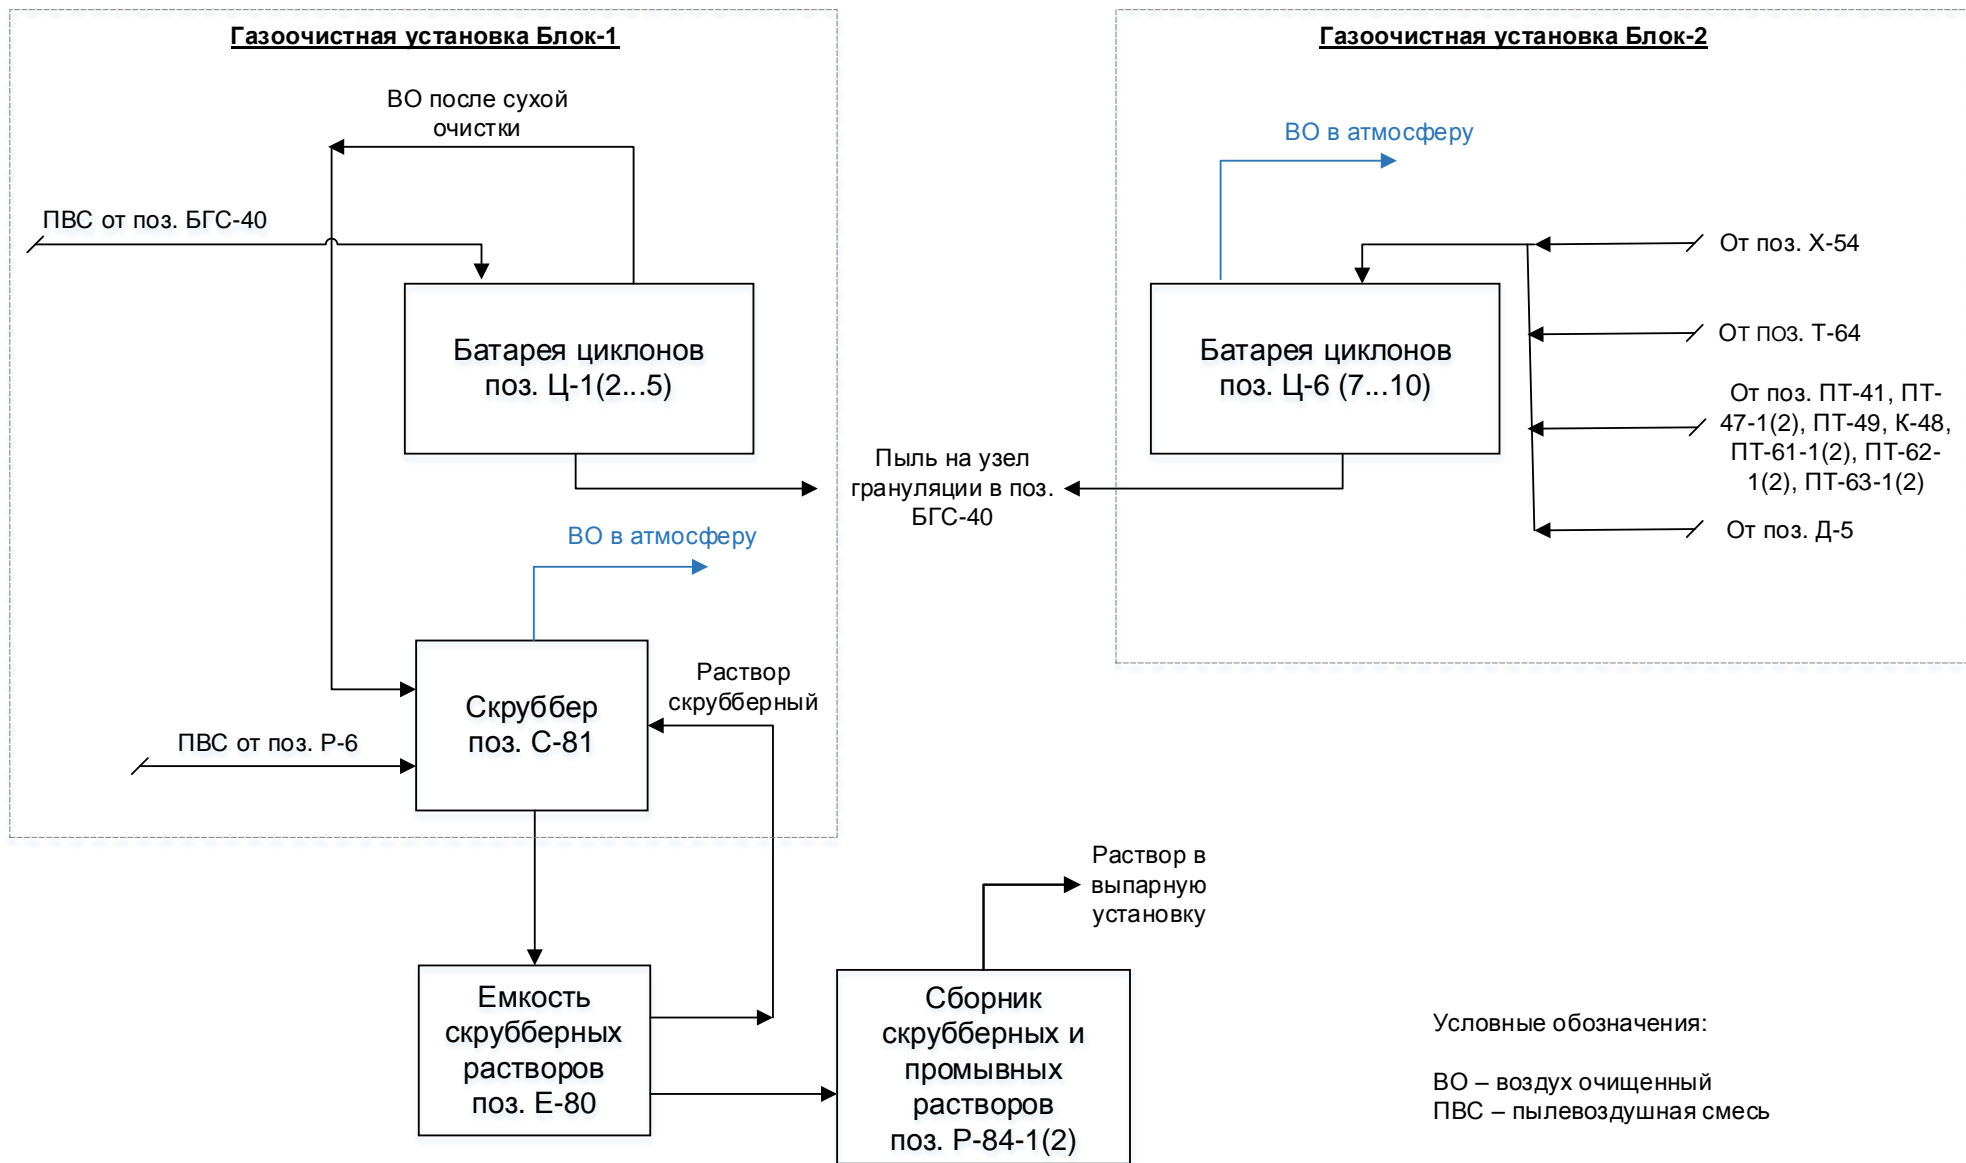 Газоочистная установка Блок-1
ВО после сухой
очистки
ПВС от поз. БГС-40
Батарея циклонов
поз. Ц-1(2...5)
Пыль на узел
грануляции в поз.
БГС-40
ВО в атмосферу
Скруббер
поз. С-81
Раствор
скрубберный
ПВС от поз. Р-6
Газоочистная установка Блок-2
ВО в атмосферу
Батарея циклонов
поз. Ц-6 (7...10)
От поз. Х-54
От поз. Т-64
От поз. ПТ-41, ПТ-
47-1(2), ПТ-49, К-48,
ПТ-61-1(2), ПТ-62-
1(2), ПТ-63-1(2)
От поз. Д-5
Емкость
скрубберных
растворов
поз. Е-80
Раствор в
выпарную
установку
Сборник
скрубберных и
промывных
растворов
поз. Р-84-1(2)
Условные обозначения:
ВО – воздух очищенный
ПВС – пылевоздушная смесь